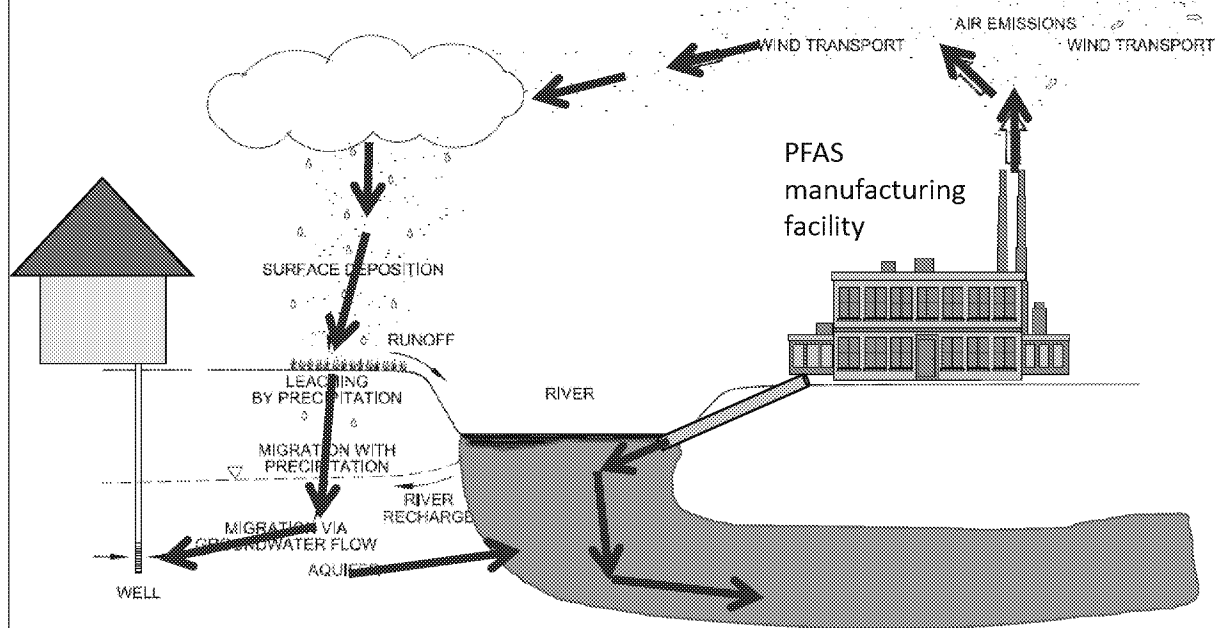 AIR EMISSIONS
WIND TRANSPORT
WIND TRANSPORT
PFAS
manufacturing
facility
SURFACE DEPOSITION
RUNOFF
LEACHING
BY PRECIPITATION
RIVER
MIGRATION WITH
PRECIPITATION
RIVER
RECHARGE
MIGRATION VIA
GROUNDWATER FLOW
AQUIFER
WELL